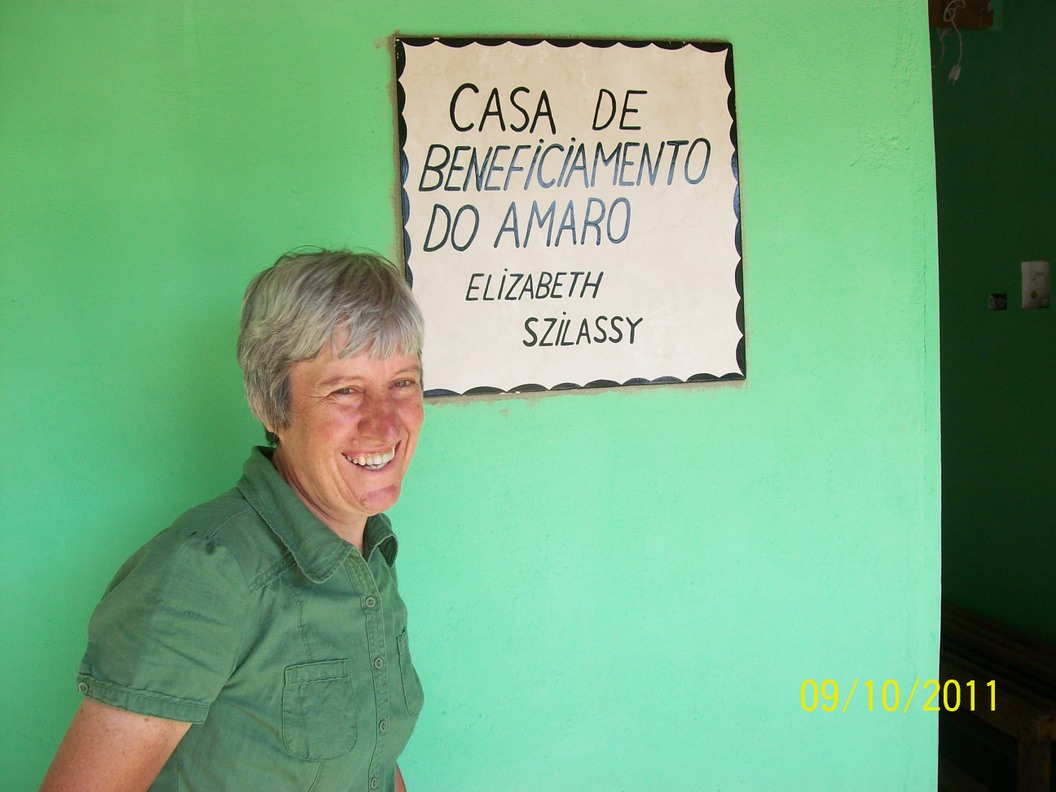 CASA DE
BENEFICIAMENTO
DO AMARO
ELIZABETH
SZILASSY
09/10/2011